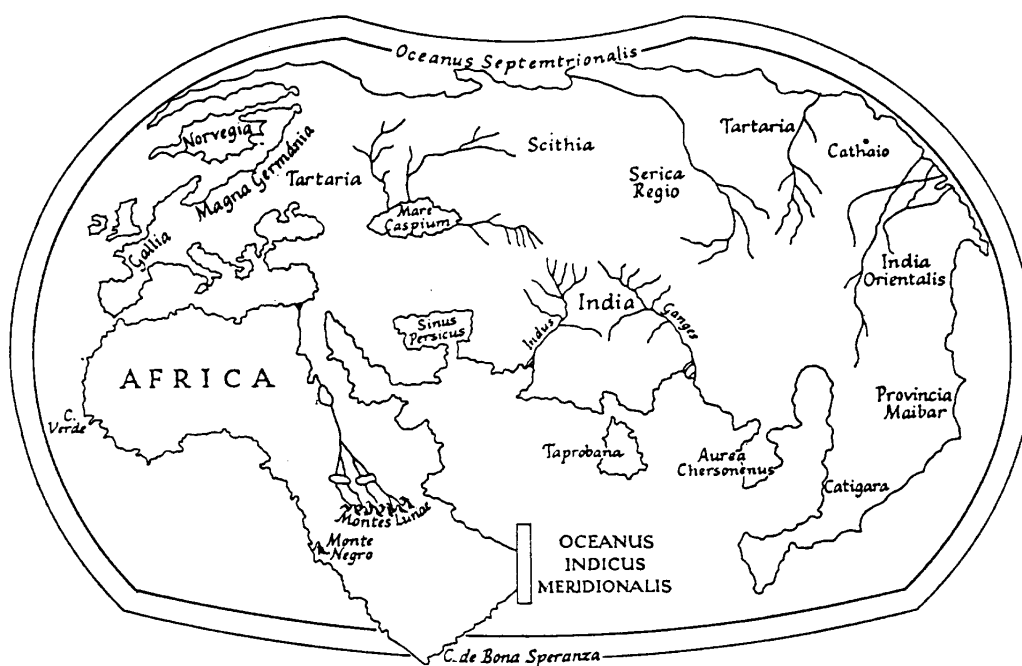 Oceanus Septemtrionalis
Norvegia
Magna Germania
Tartaria
Scithia
Serica
Regio
Tartaria
Cathaio
Mare
Caspium
Gallia
India
Orientalis
India
Indus
Ganges
Sinus
Persicus
AFRICA
C.
Verde
Provincia
Maibar
Taprobana
Aurea
Chersonenus
Catigara
Montes Lunae
Monte
Negro
OCEANUS
INDICUS
MERIDIONALIS
C. de Bona Speranza